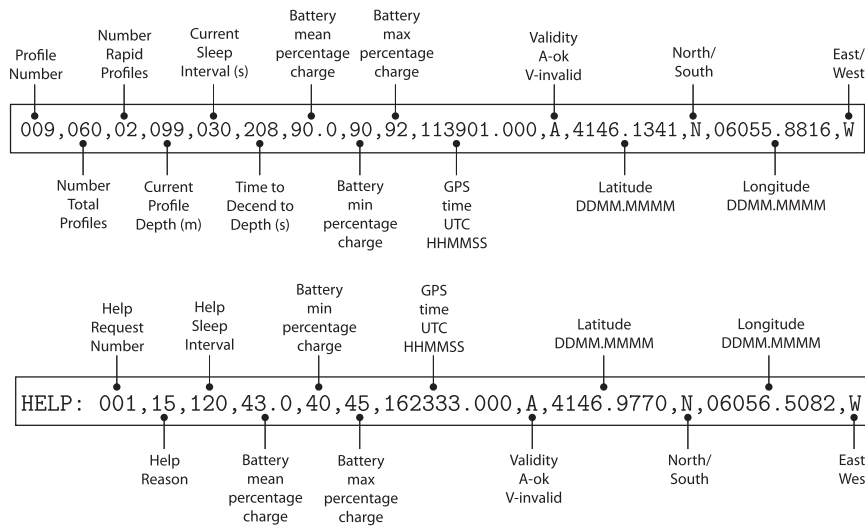 Profile
Number
Number
Rapid
Profiles
Current
Sleep
Interval (s)
Battery
mean
percentage
charge
Battery
max
percentage
charge
Validity
A-ok
V-invalid
North/
South
East/
West
009,060,02,099,030,208,90.0,90,92,113901.000,A,4146.1341,N,06055.8816,W
Number
Total
Profiles
Current
Profile
Depth (m)
Time to
Decend to
Depth (s)
Battery
min
percentage
charge
GPS
time
UTC
HHMMSS
Latitude
DDMM.MMMM
Longitude
DDMM.MMMM
Help
Request
Number
Help
Sleep
Interval
Battery
min
percentage
charge
GPS
time
UTC
HHMMSS
Latitude
DDMM.MMMM
Longitude
DDMM.MMMM
HELP: 001,15,120,43.0,40,45,162333.000,A,4146.9770,N,06056.5082,W
Help
Reason
Battery
mean
percentage
charge
Battery
max
percentage
charge
Validity
A-ok
V-invalid
North/
South
East
Wes